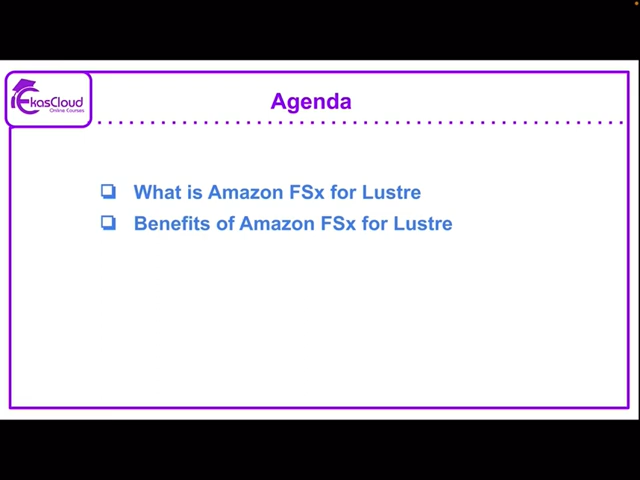 EkasCloud
Online Courses
Agenda
What is Amazon FSx for Lustre
Benefits of Amazon FSx for Lustre